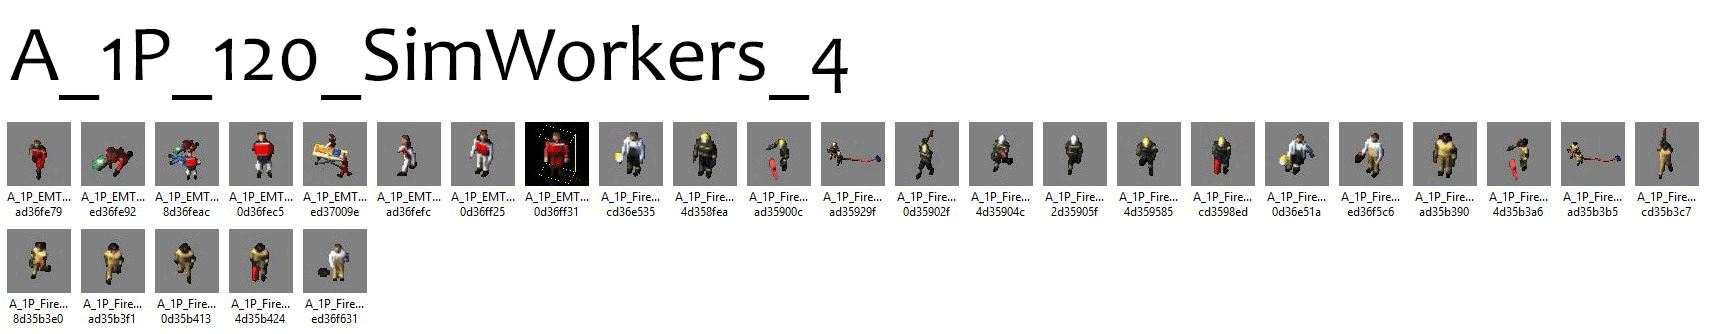 A_1P_120_SimWorkers_4
A_1P_EMT... A_1P_EMT... A_1P_EMT... A_1P_EMT... A_1P_EMT... A_1P_EMT... A_1P_EMT... A_1P_EMT... A_1P_Fire... A_1P_Fire... A_1P_Fire... A_1P_Fire... A_1P_Fire... A_1P_Fire... A_1P_Fire... A_1P_Fire... A_1P_Fire... A_1P_Fire... A_1P_Fire... A_1P_Fire... A_1P_Fire... A_1P_Fire... A_1P_Fire...
ad36fe79 ed36fe92 8d36feac 0d36fec5 ed37009e ad36fefc 0d36ff25 0d36ff31 cd36e535 4d358fea ad35900c ad35929f 0d35902f 4d35904c 2d35905f 4d359585 cd3598ed 0d36e51a ed36f5c6 ad35b390 4d35b3a6 ad35b3b5 cd35b3c7
A_1P_Fire... A_1P_Fire... A_1P_Fire... A_1P_Fire... A_1P_Fire...
8d35b3e0 ad35b3f1 0d35b413 4d35b424 ed36f631